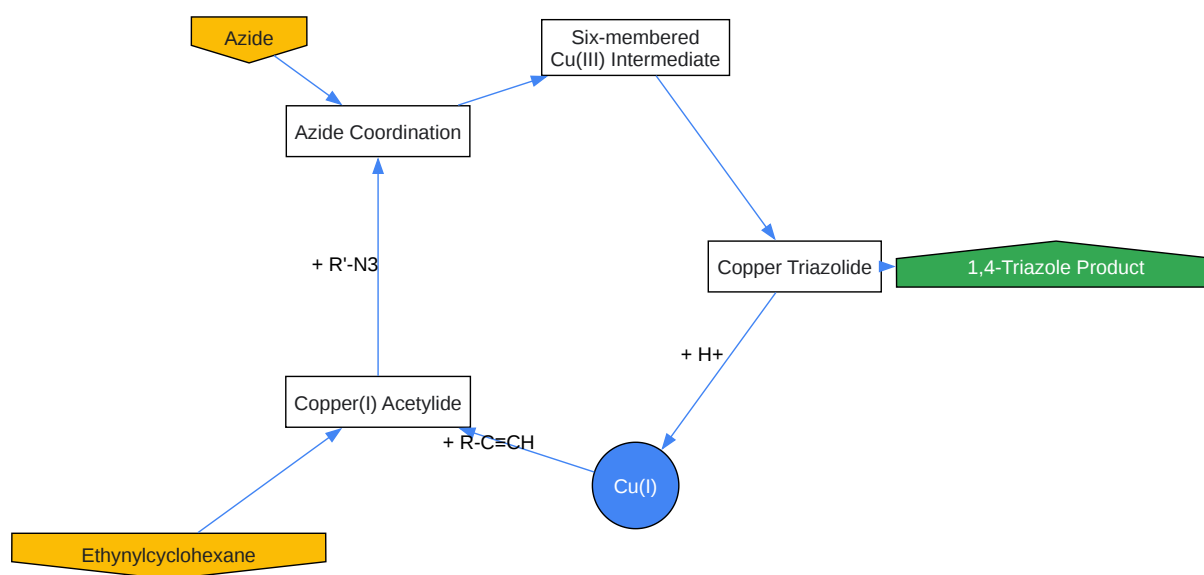 Azide
Six-membered
Cu(III) Intermediate
Azide Coordination
+ R'-N3
Copper Triazolide
1,4-Triazole Product
+ H+
Copper(I) Acetylide
+ R-C≡CH
Cu(I)
Ethynylcyclohexane